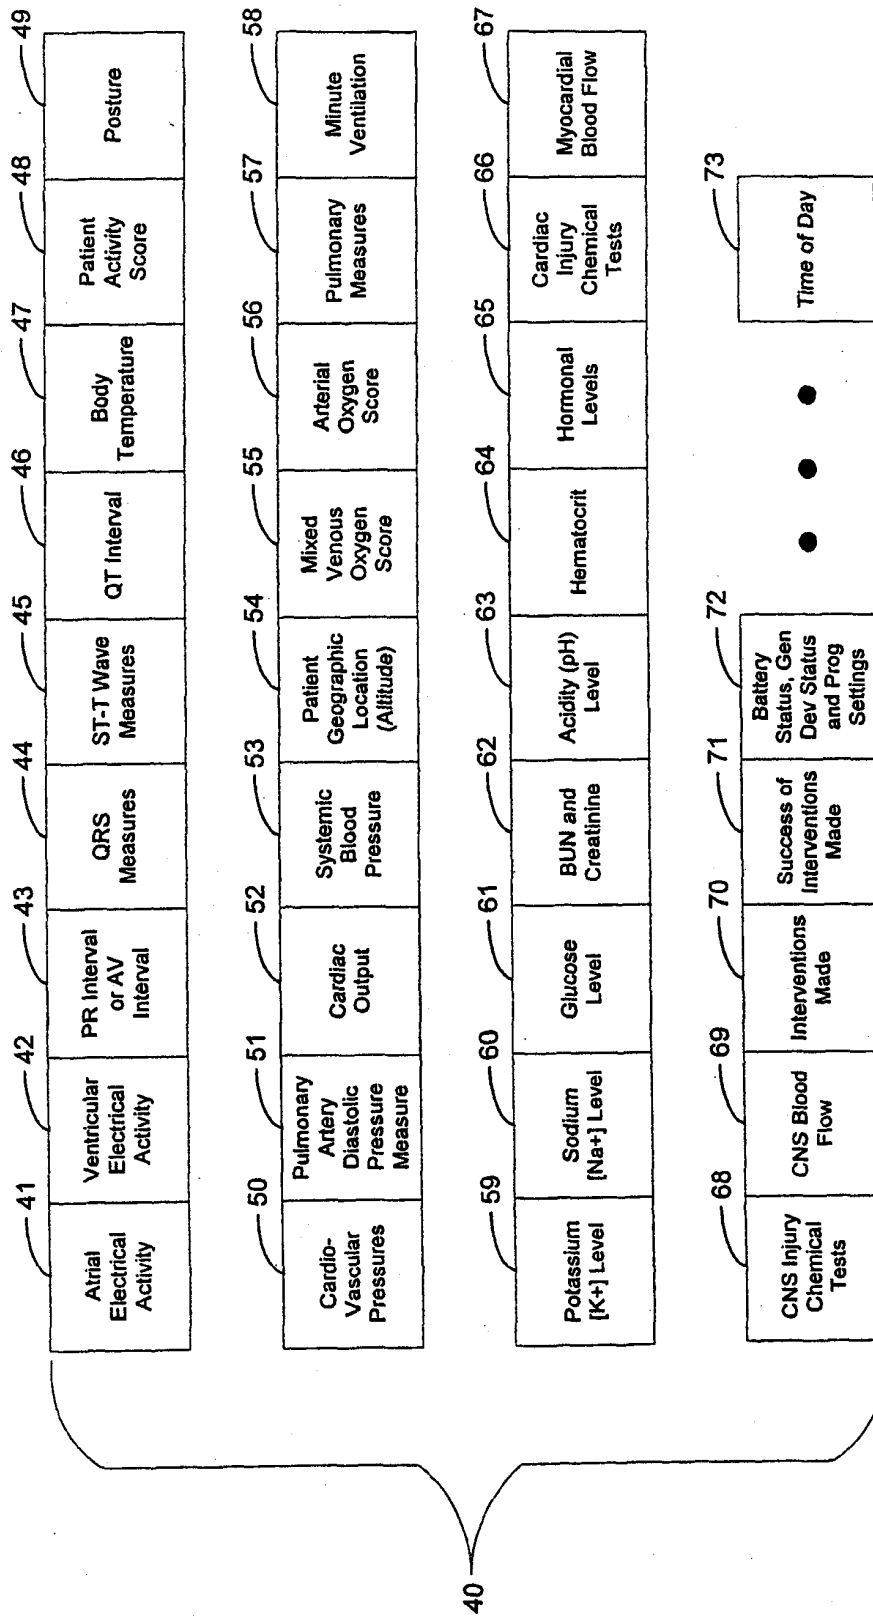 41
42
43
44
45
46
47
48
49
Atrial
Electrical
Activity
Ventricular
Electrical
Activity
PR Interval
or AV
Interval
QRS
Measures
ST-T Wave
Measures
QT Interval
Body
Temperature
Patient
Activity
Score
Posture
50
51
52
53
54
55
56
57
58
Cardio-
Vascular
Pressures
Pulmonary
Artery
Diastolic
Pressure
Measure
Cardiac
Output
Systemic
Blood
Pressure
Patient
Geographic
Location
(Altitude)
Mixed
Venous
Oxygen
Score
Arterial
Oxygen
Score
Pulmonary
Measures
Minute
Ventilation
40
59
60
61
62
63
64
65
66
67
Potassium
[K+] Level
Sodium
[Na+] Level
Glucose
Level
BUN and
Creatinine
Acidity (pH)
Level
Hematocrit
Hormonal
Levels
Cardiac
Injury
Chemical
Tests
Myocardial
Blood Flow
68
69
70
71
72
73
CNS Injury
Chemical
Tests
CNS Blood
Flow
Interventions
Made
Success of
Interventions
Made
Battery
Status, Gen
Dev Status
and Prog
Settings
Time of Day